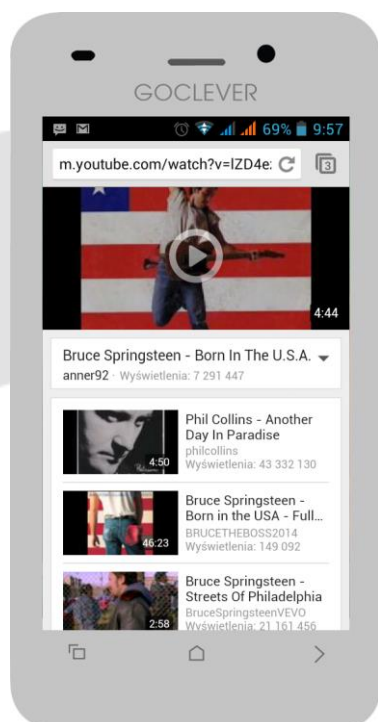 GOCLEVER
69% 9:57
m.youtube.com/watch?v=lZD4e
3
4:44
Bruce Springsteen - Born In The U.S.A.
anner92 · Wyświetlenia: 7 291 447
4:50
Phil Collins - Another
Day In Paradise
philcollins
Wyświetlenia: 43 332 130
46:23
Bruce Springsteen -
Born in the USA - Full...
BRUCETHEBOSS2014
Wyświetlenia: 149 092
2:58
Bruce Springsteen -
Streets Of Philadelphia
BruceSpringsteenVEVO
Wyświetlenia: 21 161 456